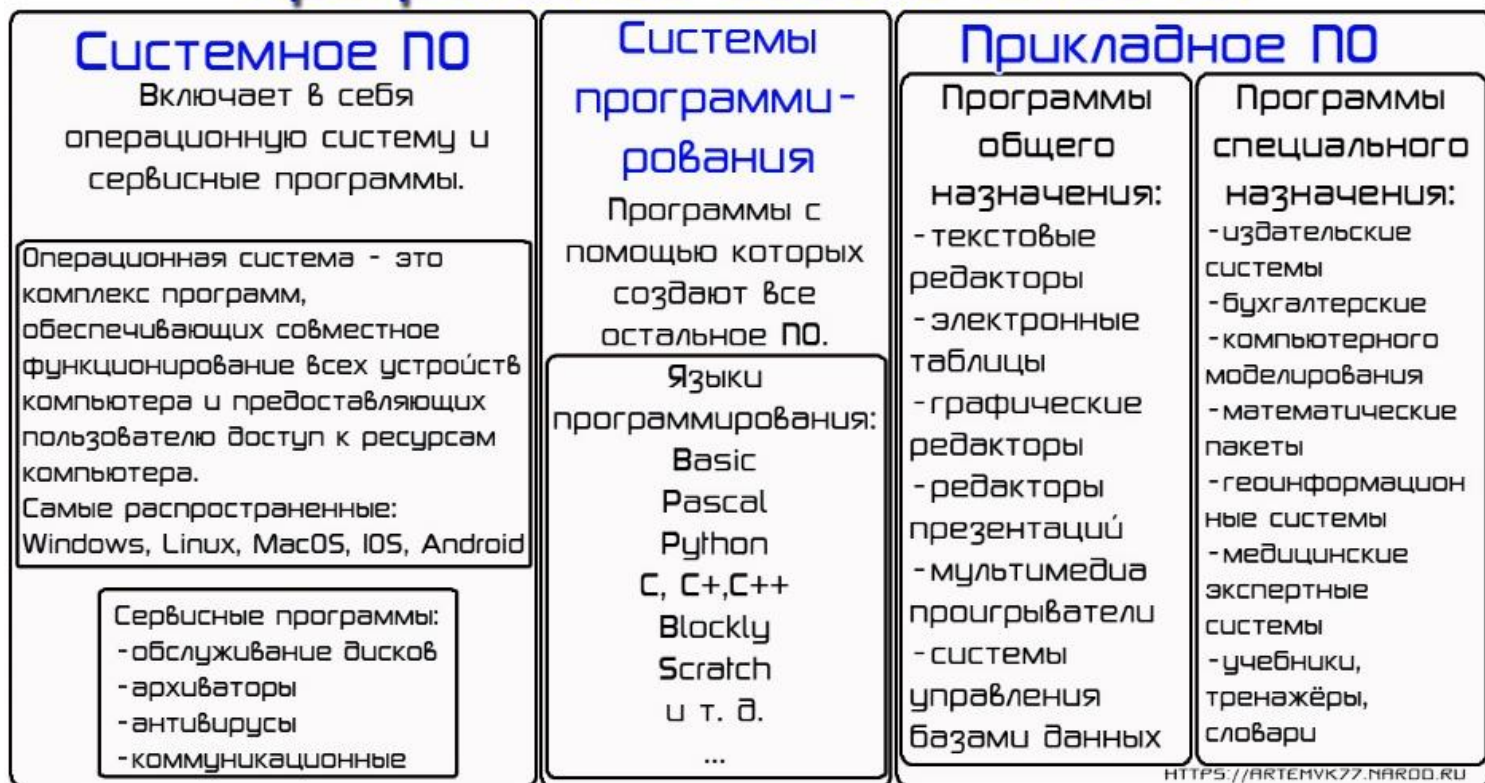 Системное ПО
Включает в себя
операционную систему и
сервисные программы.
Операционная система - это
комплекс программ,
обеспечивающих совместное
функционирование всех устройств
компьютера и предоставляющих
пользователю доступ к ресурсам
компьютера.
Самые распространенные:
Windows, Linux, MacOS, IOS, Android
Сервисные программы:
-обслуживание дисков
-архиваторы
-антивирусы
-коммуникационные
Системы
программи-
рования
Программы с
помощью которых
создают все
остальное ПО.
Языки
программирования:
Basic
Pascal
Python
C, C+,C++
Blockly
Scratch
и т. д.
...
Прикладное ПО
Программы
общего
назначения:
-текстовые
редакторы
-электронные
таблицы
-графические
редакторы
-редакторы
презентаций
-мультимедиа
проигрыватели
-системы
управления
базами данных
Программы
специального
назначения:
-издательские
системы
-бухгалтерские
-компьютерного
моделирования
-математические
пакеты
-геоинформацион
ные системы
-медицинские
экспертные
системы
-учебники,
тренажёры,
словари
HTTPS://ARTEMVK77.NAROD.RU